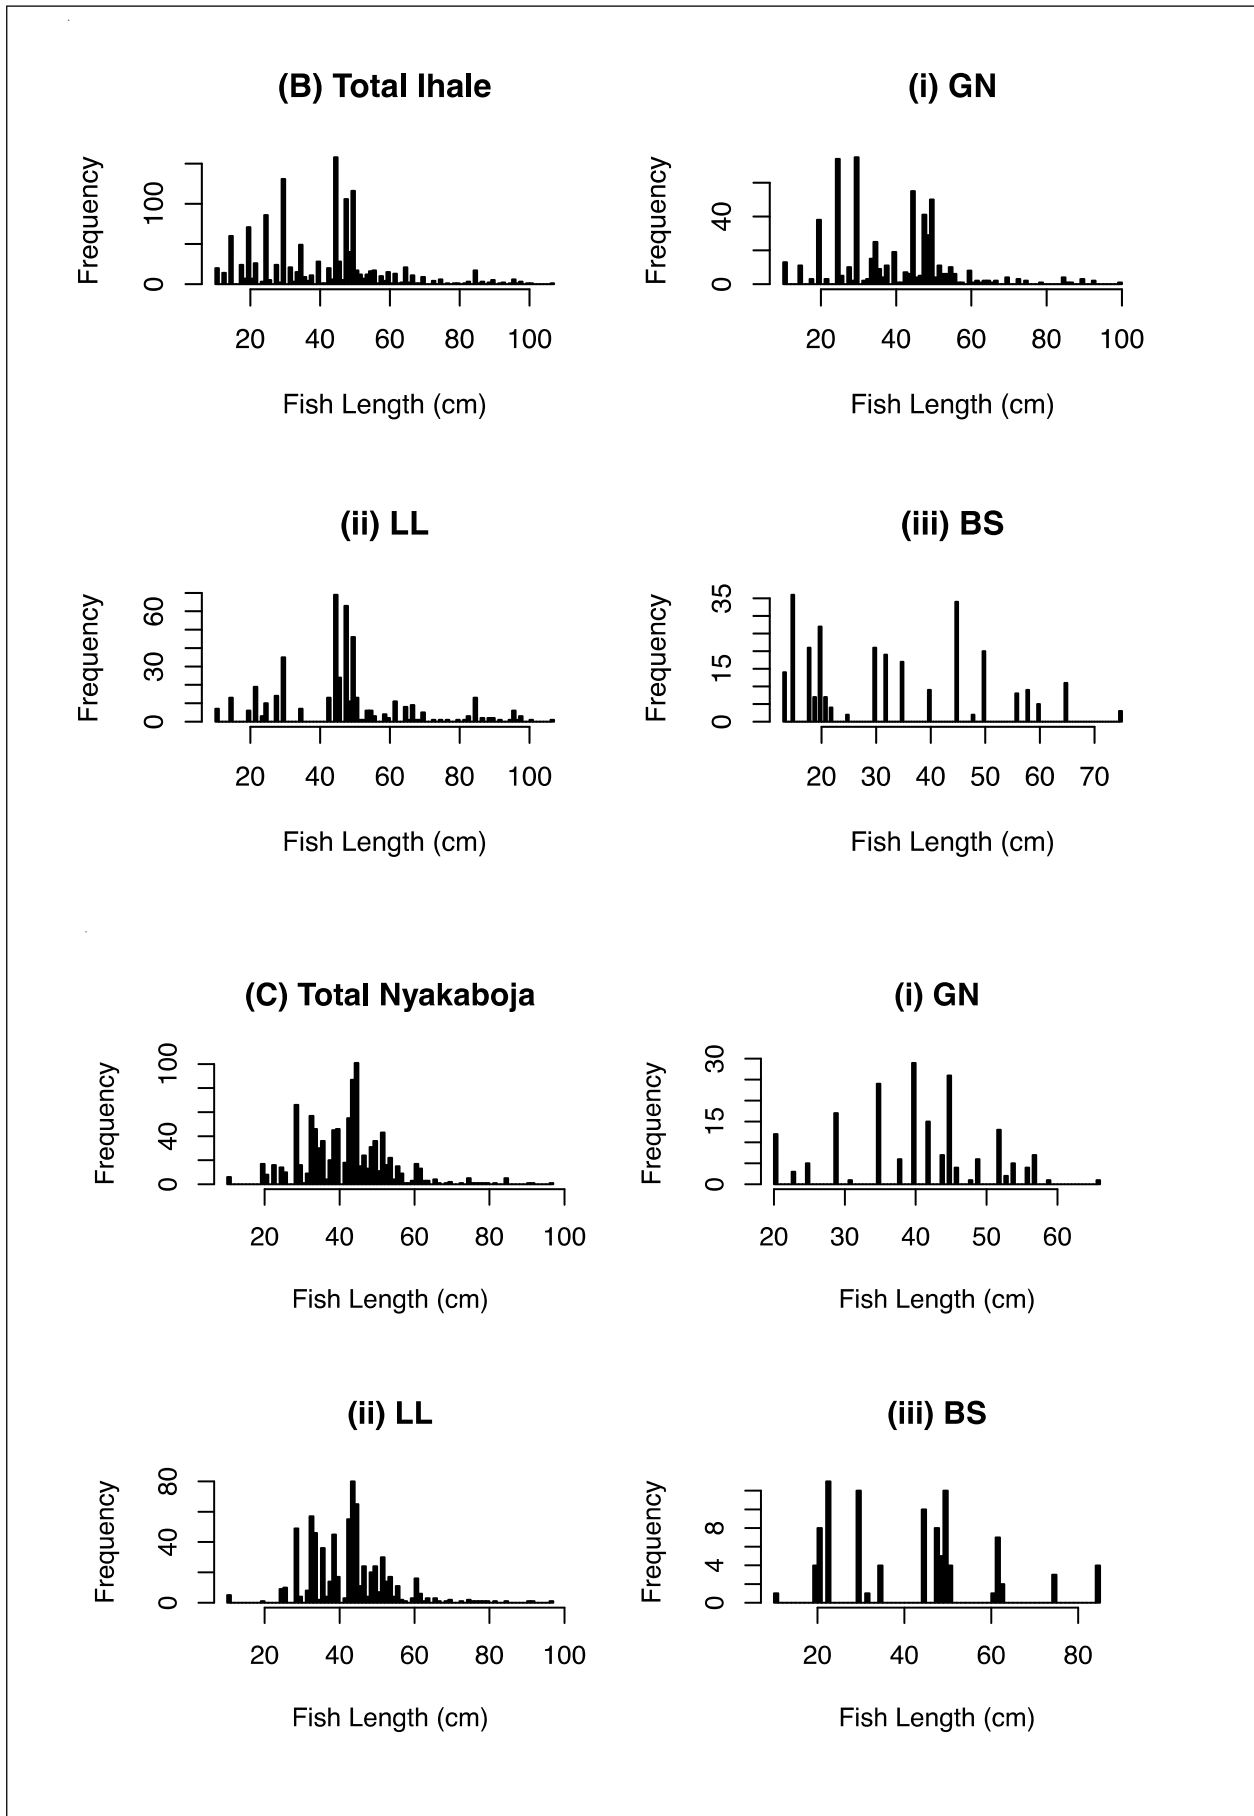 (B) Total Ihale
Frequency
0 100
20 40 60 80 100
Fish Length (cm)
(i) GN
Frequency
0 40
20 40 60 80 100
Fish Length (cm)
(ii) LL
Frequency
0 30 60
20 40 60 80 100
Fish Length (cm)
(iii) BS
Frequency
0 15 35
20 30 40 50 60 70
Fish Length (cm)
(C) Total Nyakaboja
Frequency
0 40 100
20 40 60 80 100
Fish Length (cm)
(i) GN
Frequency
0 15 30
20 30 40 50 60
Fish Length (cm)
(ii) LL
Frequency
0 40 80
20 40 60 80 100
Fish Length (cm)
(iii) BS
Frequency
0 4 8
20 40 60 80
Fish Length (cm)